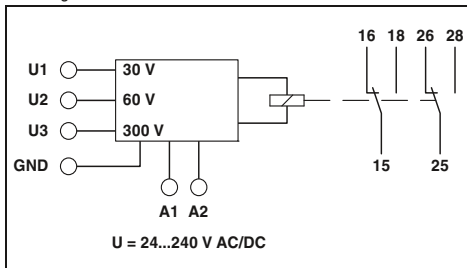 16 18 26 28
U1 30 V
U2 60 V
U3 300 V
GND
15 25
A1 A2
U = 24...240 V AC/DC